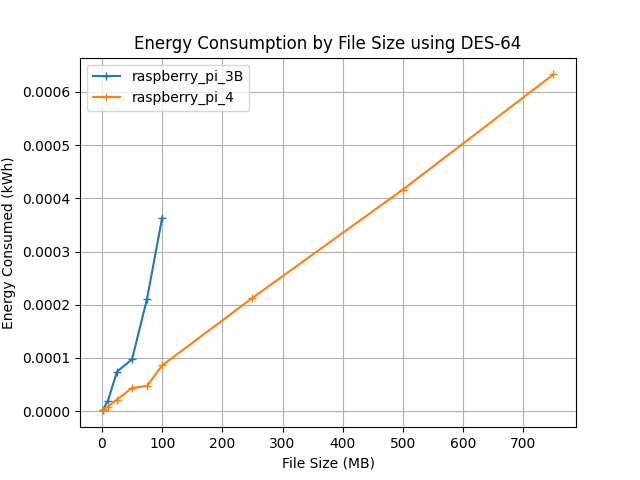 Energy Consumption by File Size using DES-64
raspberry_pi_3B
raspberry_pi_4
Energy Consumed (kWh)
0.0006
0.0005
0.0004
0.0003
0.0002
0.0001
0.0000
0 100 200 300 400 500 600 700
File Size (MB)